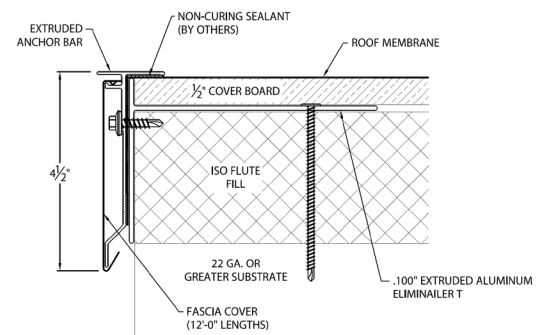 EXTRUDED
ANCHOR BAR
NON-CURING SEALANT
(BY OTHERS)
ROOF MEMBRANE
½" COVER BOARD
4½"
ISO FLUTE
FILL
22 GA. OR
GREATER SUBSTRATE
.100" EXTRUDED ALUMINUM
ELIMINAILER T
FASCIA COVER
(12'-0" LENGTHS)